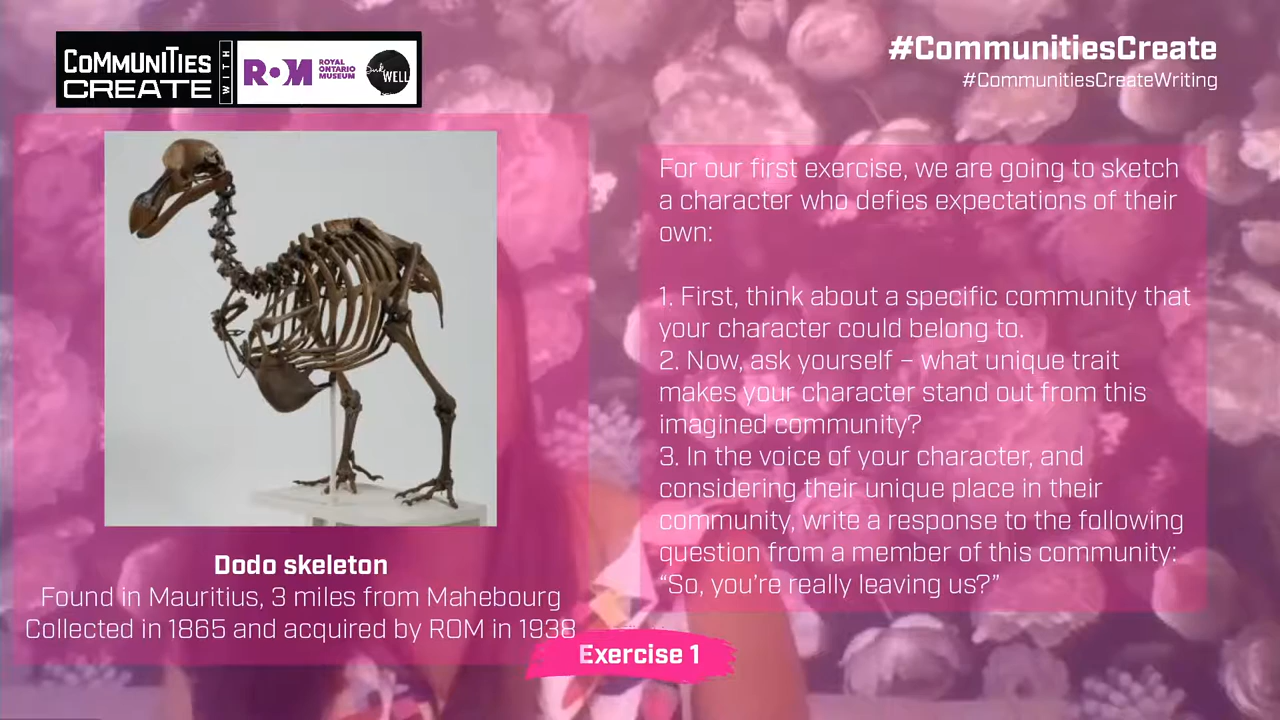 COMMUNITIES
CREATE
WITH
ROM
ROYAL
ONTARIO
MUSEUM
WELL
#CommunitiesCreate
#CommunitiesCreateWriting
For our first exercise, we are going to sketch
a character who defies expectations of their
own:
1. First, think about a specific community that
your character could belong to.
2. Now, ask yourself – what unique trait
makes your character stand out from this
imagined community?
3. In the voice of your character, and
considering their unique place in their
community, write a response to the following
question from a member of this community:
“So, you’re really leaving us?”
Dodo skeleton
Found in Mauritius, 3 miles from Mahebourg
Collected in 1865 and acquired by ROM in 1938
Exercise 1